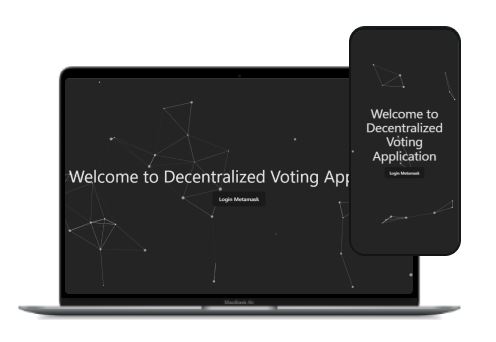 Welcome to Decentralized Voting App
Login Metamask
MacBook Air
Welcome to
Decentralized
Voting
Application
Login Metamask